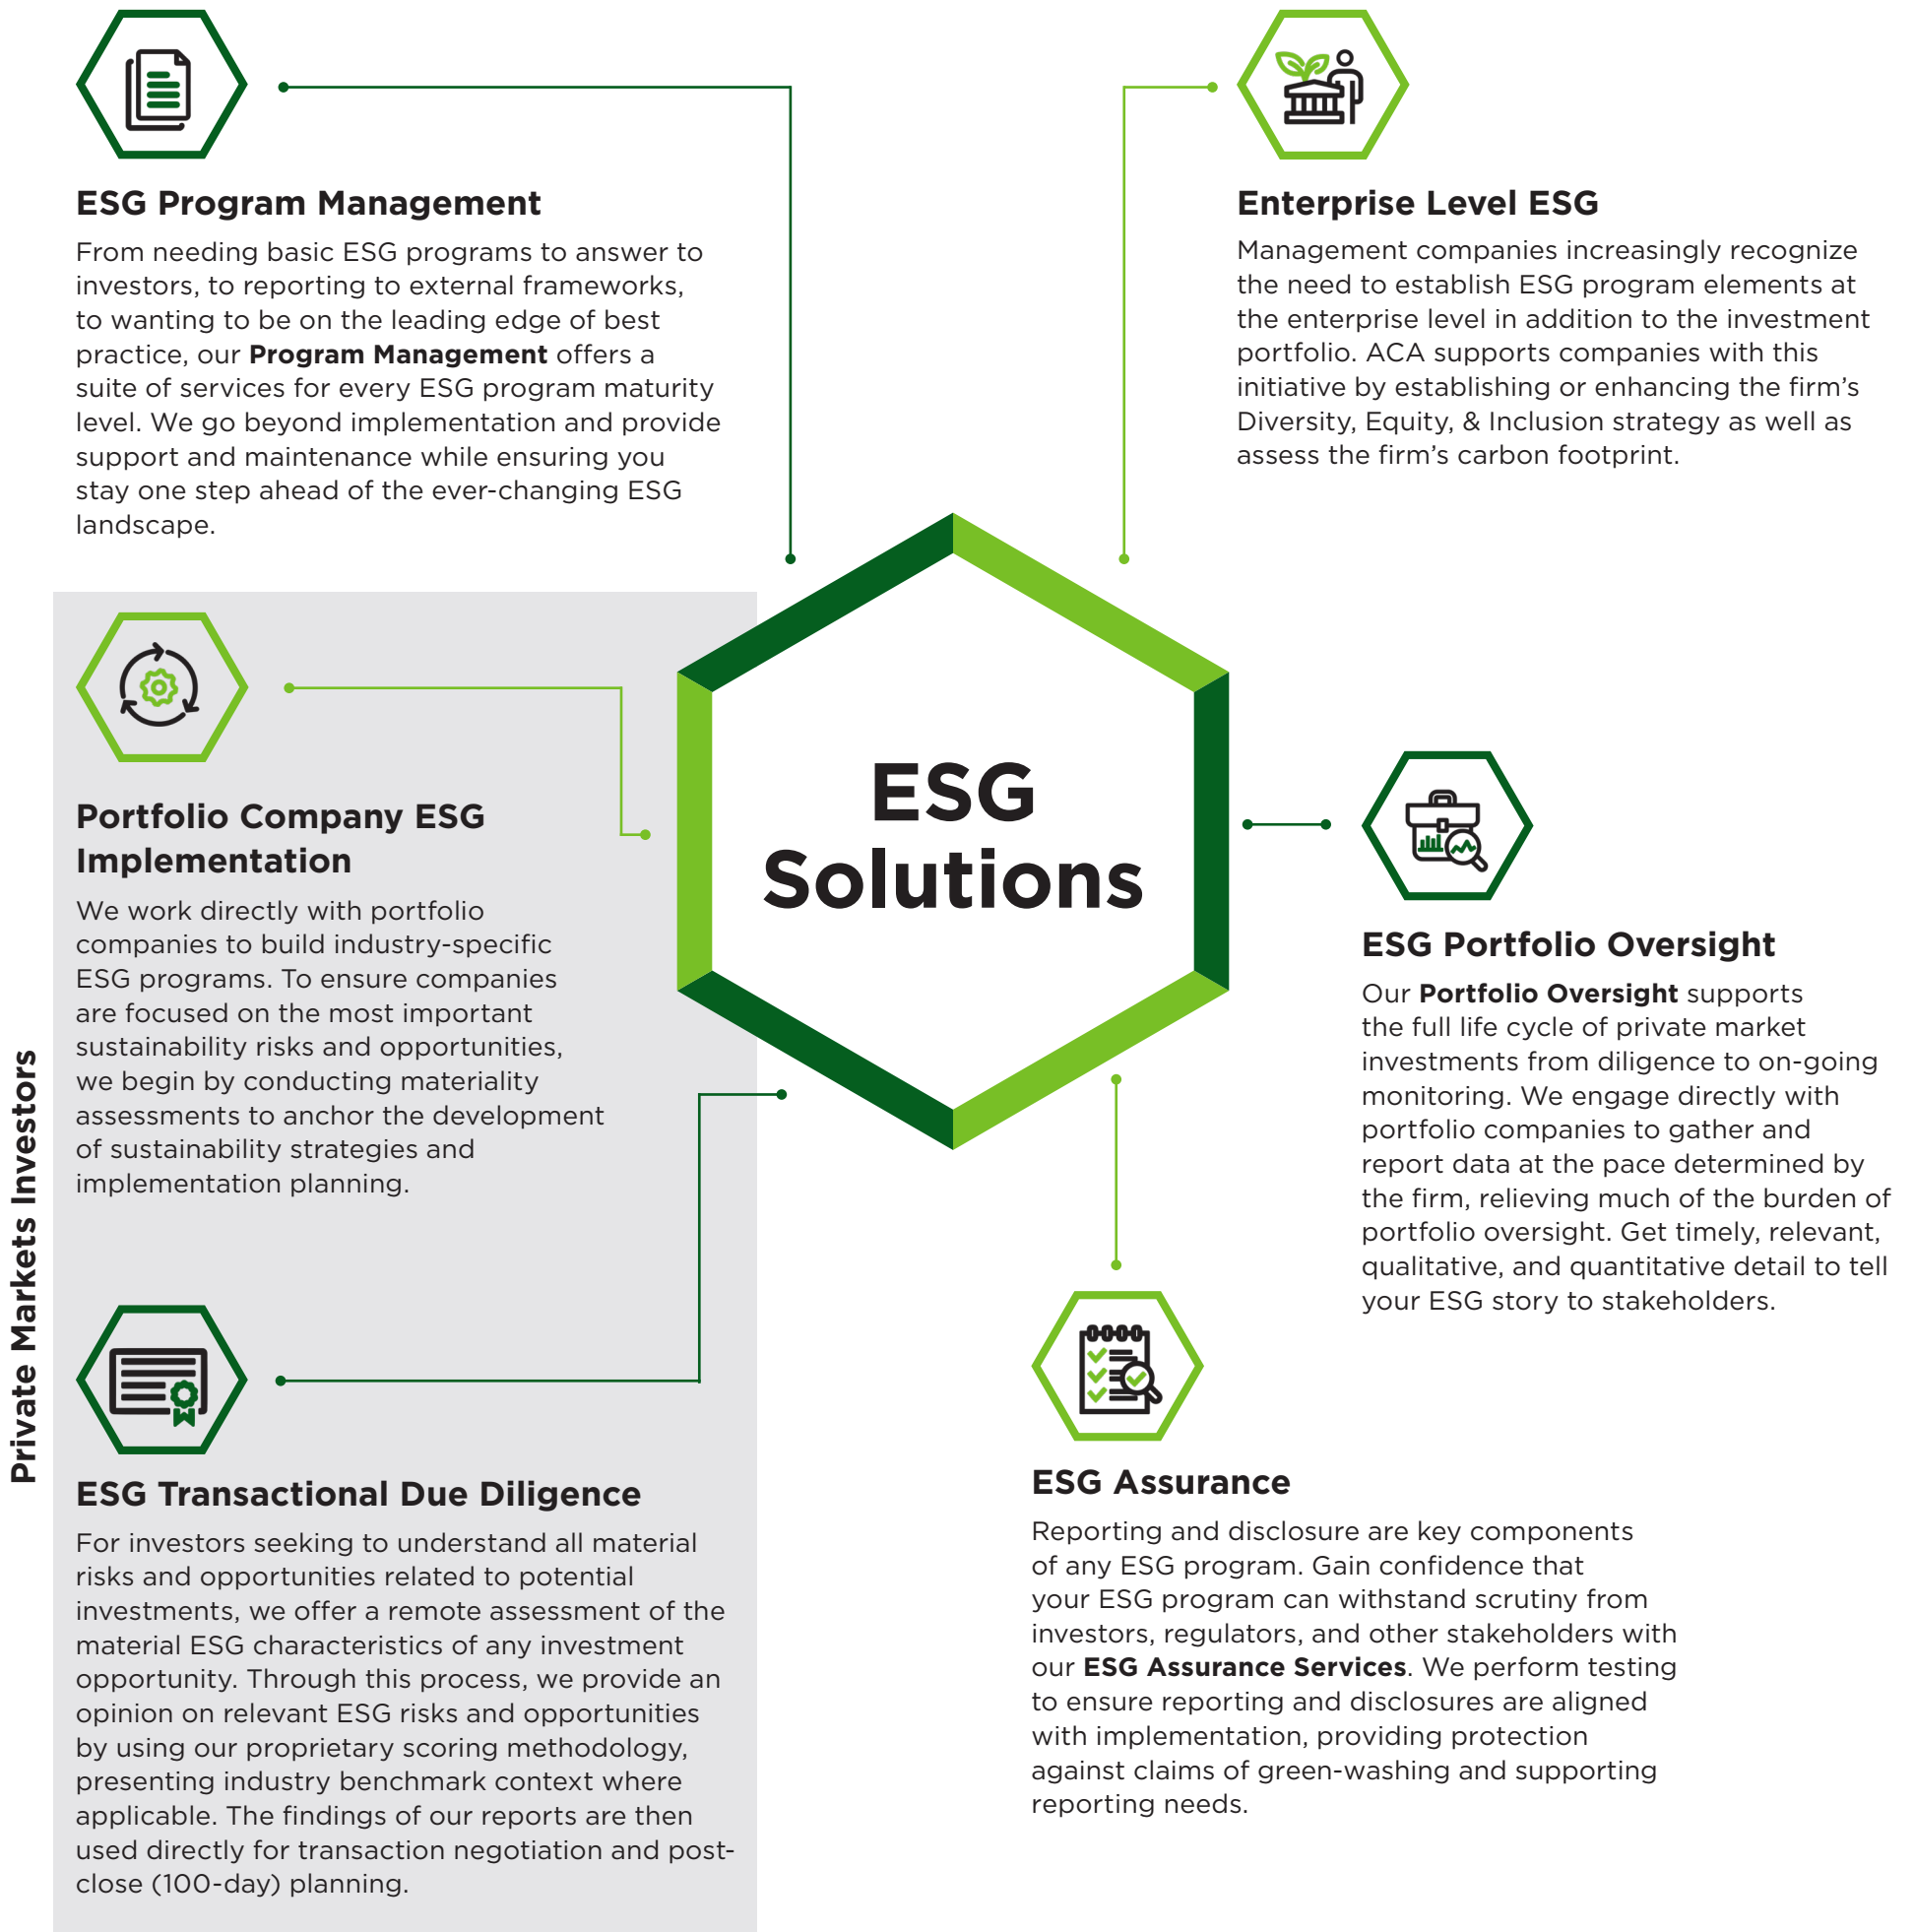 ESG Program Management
From needing basic ESG programs to answer to
investors, to reporting to external frameworks,
to wanting to be on the leading edge of best
practice, our Program Management offers a
suite of services for every ESG program maturity
level. We go beyond implementation and provide
support and maintenance while ensuring you
stay one step ahead of the ever-changing ESG
landscape.
Enterprise Level ESG
Management companies increasingly recognize
the need to establish ESG program elements at
the enterprise level in addition to the investment
portfolio. ACA supports companies with this
initiative by establishing or enhancing the firm's
Diversity, Equity, & Inclusion strategy as well as
assess the firm's carbon footprint.
ESG
Solutions
Private Markets Investors
Portfolio Company ESG
Implementation
We work directly with portfolio
companies to build industry-specific
ESG programs. To ensure companies
are focused on the most important
sustainability risks and opportunities,
we begin by conducting materiality
assessments to anchor the development
of sustainability strategies and
implementation planning.
ESG Portfolio Oversight
Our Portfolio Oversight supports
the full life cycle of private market
investments from diligence to on-going
monitoring. We engage directly with
portfolio companies to gather and
report data at the pace determined by
the firm, relieving much of the burden of
portfolio oversight. Get timely, relevant,
qualitative, and quantitative detail to tell
your ESG story to stakeholders.
ESG Transactional Due Diligence
For investors seeking to understand all material
risks and opportunities related to potential
investments, we offer a remote assessment of the
material ESG characteristics of any investment
opportunity. Through this process, we provide an
opinion on relevant ESG risks and opportunities
by using our proprietary scoring methodology,
presenting industry benchmark context where
applicable. The findings of our reports are then
used directly for transaction negotiation and post-
close (100-day) planning.
ESG Assurance
Reporting and disclosure are key components
of any ESG program. Gain confidence that
your ESG program can withstand scrutiny from
investors, regulators, and other stakeholders with
our ESG Assurance Services. We perform testing
to ensure reporting and disclosures are aligned
with implementation, providing protection
against claims of green-washing and supporting
reporting needs.